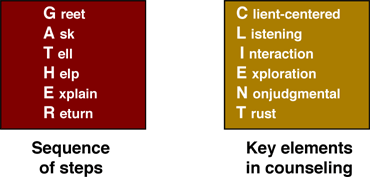 G reet
A sk
T ell
H elp
E xplain
R eturn
Sequence
of steps
C lient-centered
L istening
I nteraction
E xploration
N onjudgmental
T rust
Key elements
in counseling